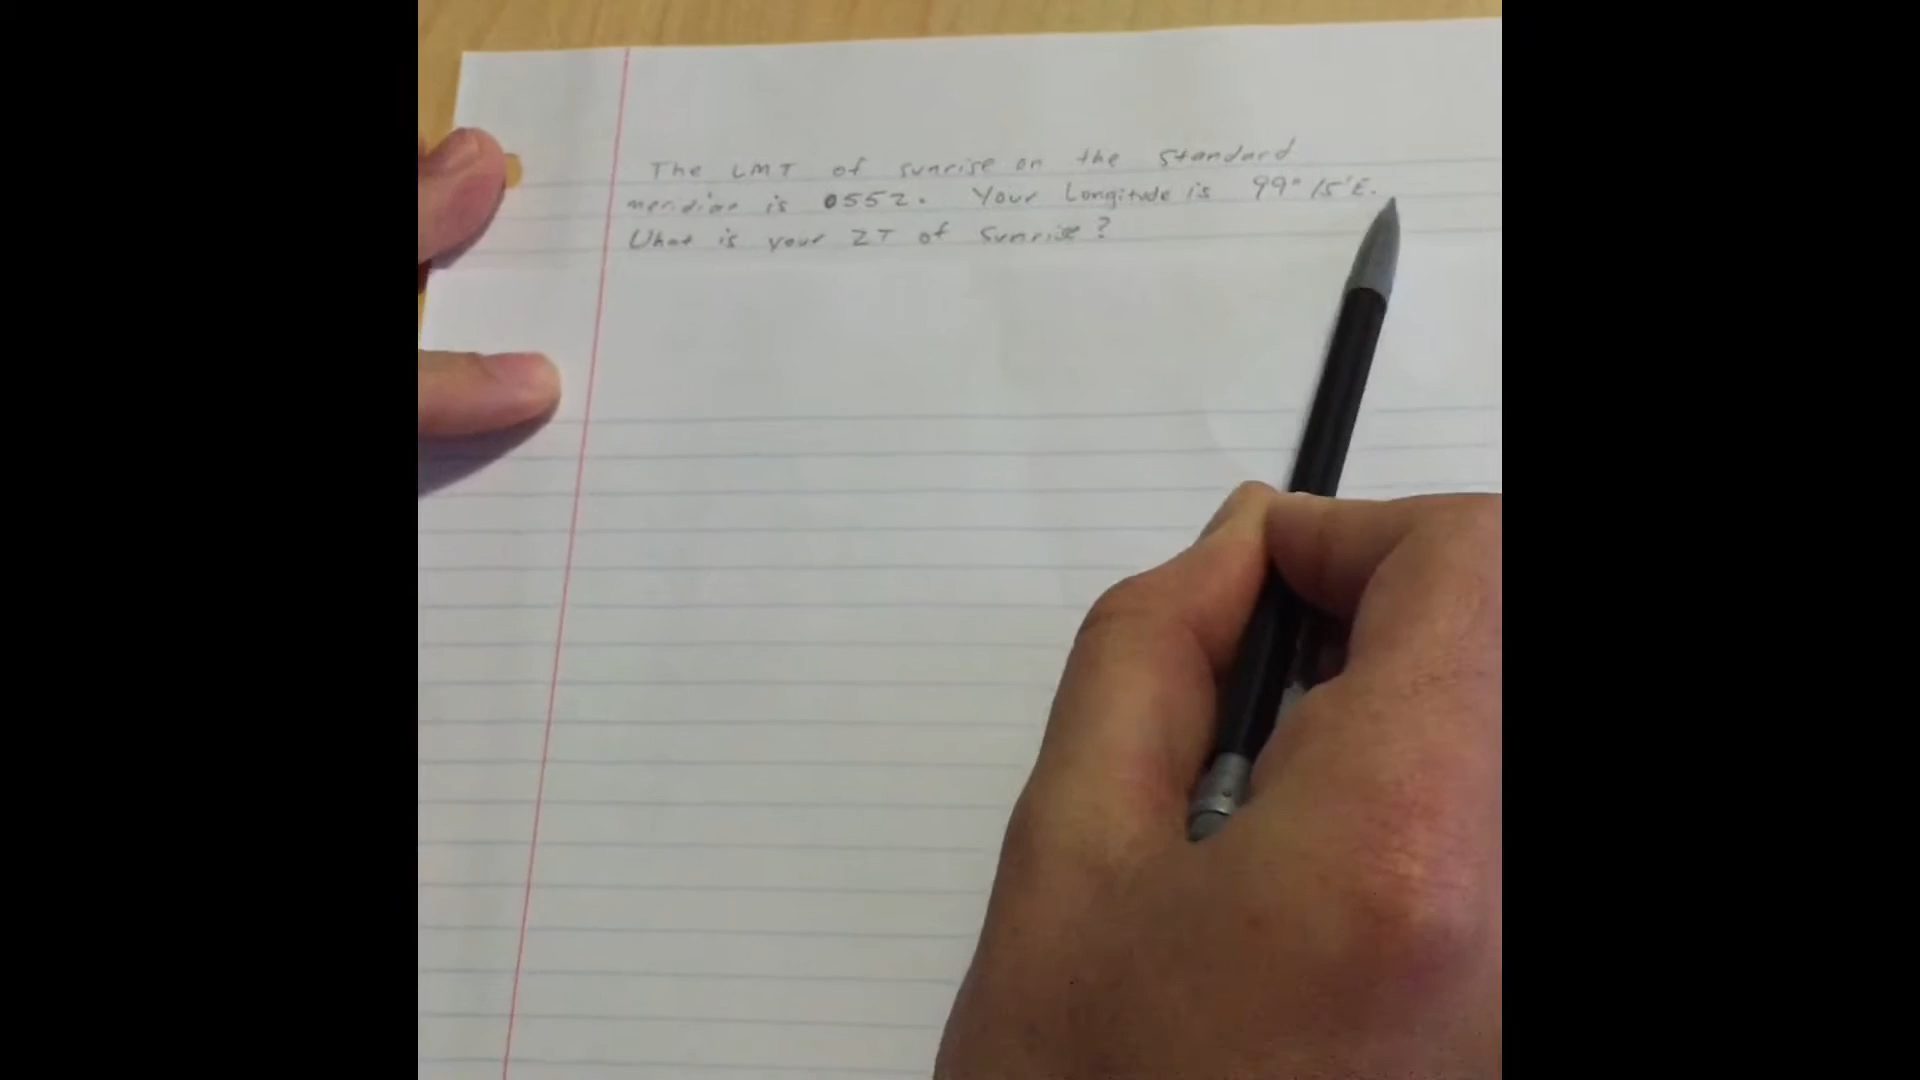 The LMT of sunrise on the standard
meridian is 0552. Your Longitude is 99° 15'E.
What is your ZT of sunrise?